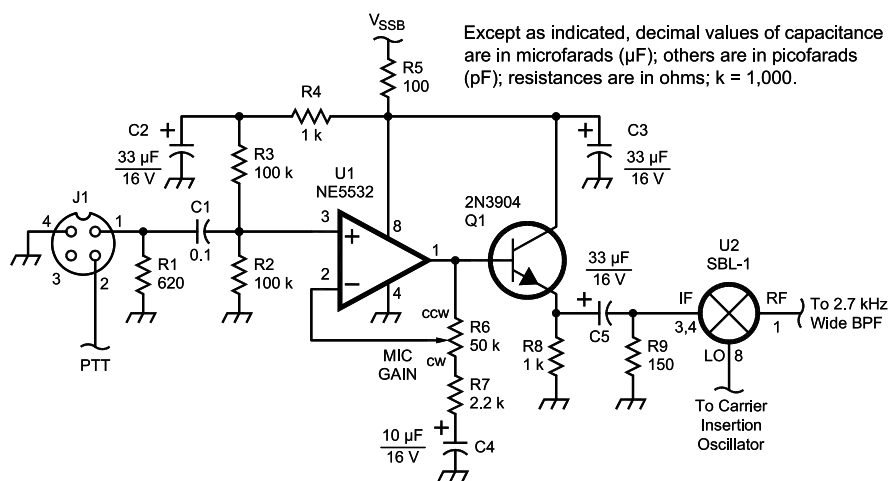 V_SSB
Except as indicated, decimal values of capacitance
are in microfarads (µF); others are in picofarads
(pF); resistances are in ohms; k = 1,000.
R5
100
R4
1 k
C2
+
33 µF
16 V
R3
100 k
+
C3
33 µF
16 V
U1
NE5532
J1
4
1
3
2
C1
0.1
R1
620
R2
100 k
3
+
8
2
−
4
1
2N3904
Q1
33 µF
16 V
+
C5
U2
SBL-1
IF
3,4
RF
1
LO
8
To 2.7 kHz
Wide BPF
PTT
CCW
R6
50 k
CW
MIC
GAIN
R8
1 k
R9
150
R7
2.2 k
To Carrier
Insertion
Oscillator
10 µF
16 V
+
C4